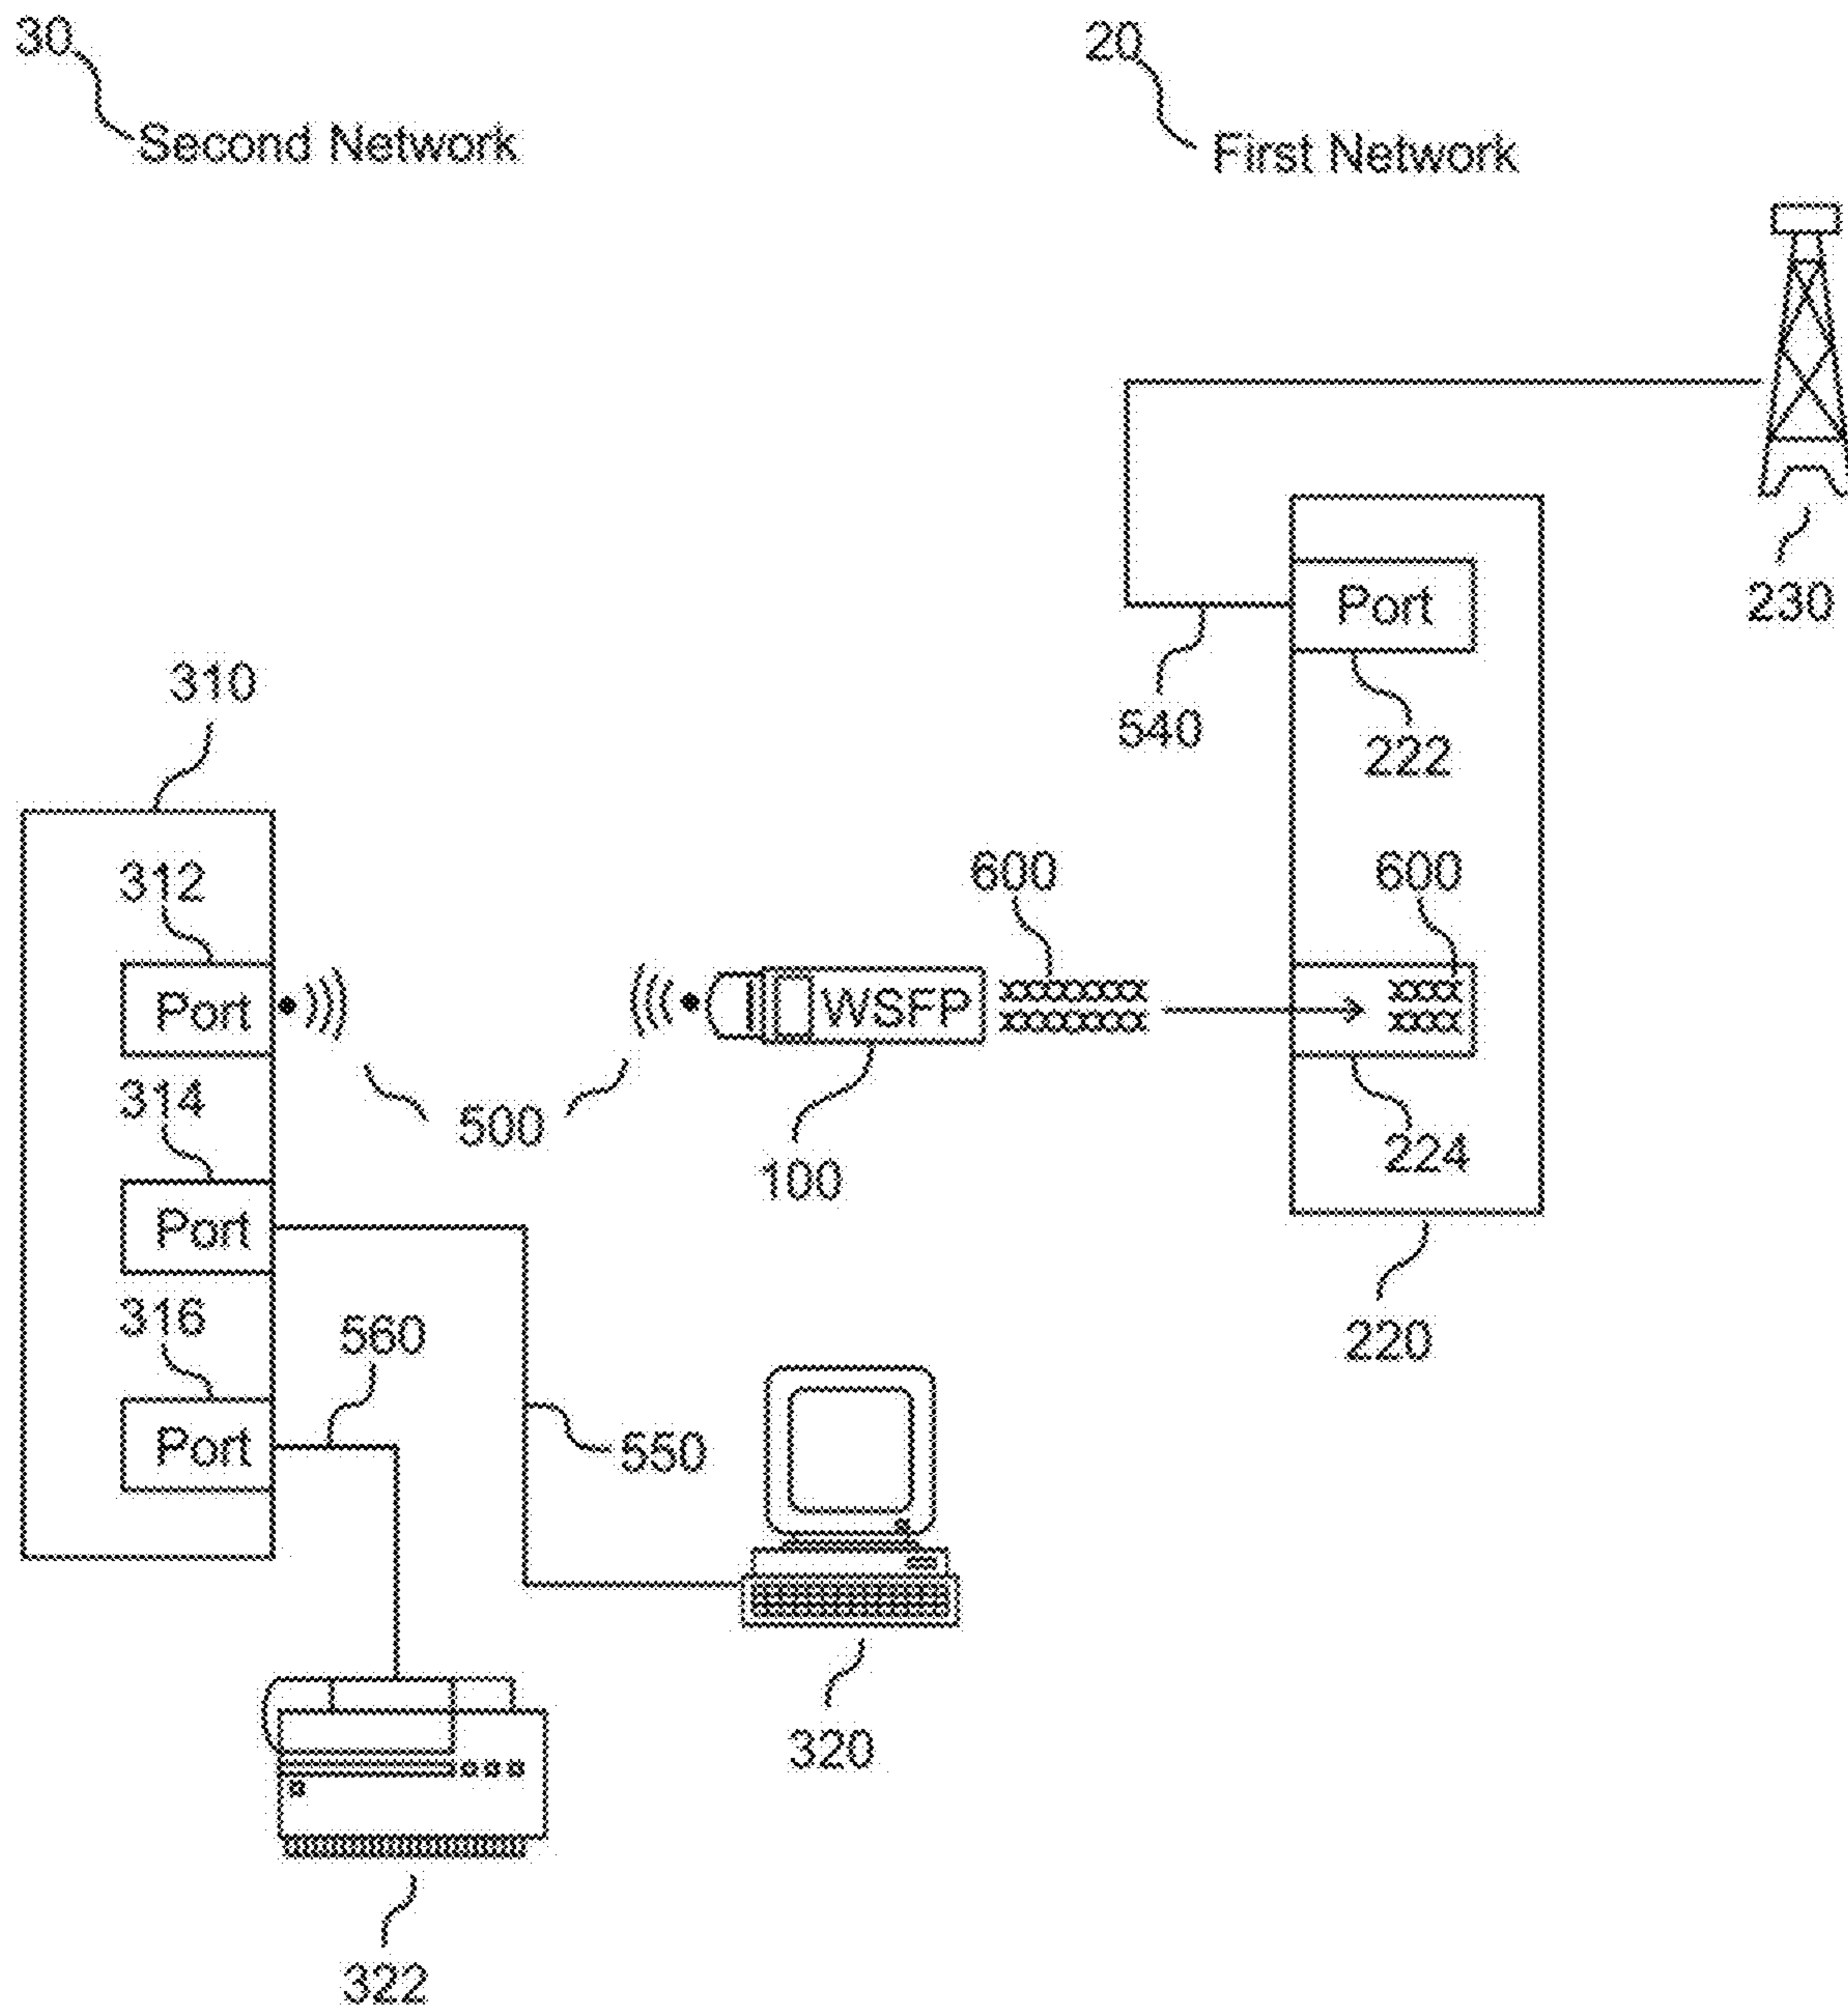 30
20
Second Network
First Network
230
Port
310
540
222
312
600
600
Port
WSFP
314
500
224
100
Port
316
560
220
Port
550
320
322